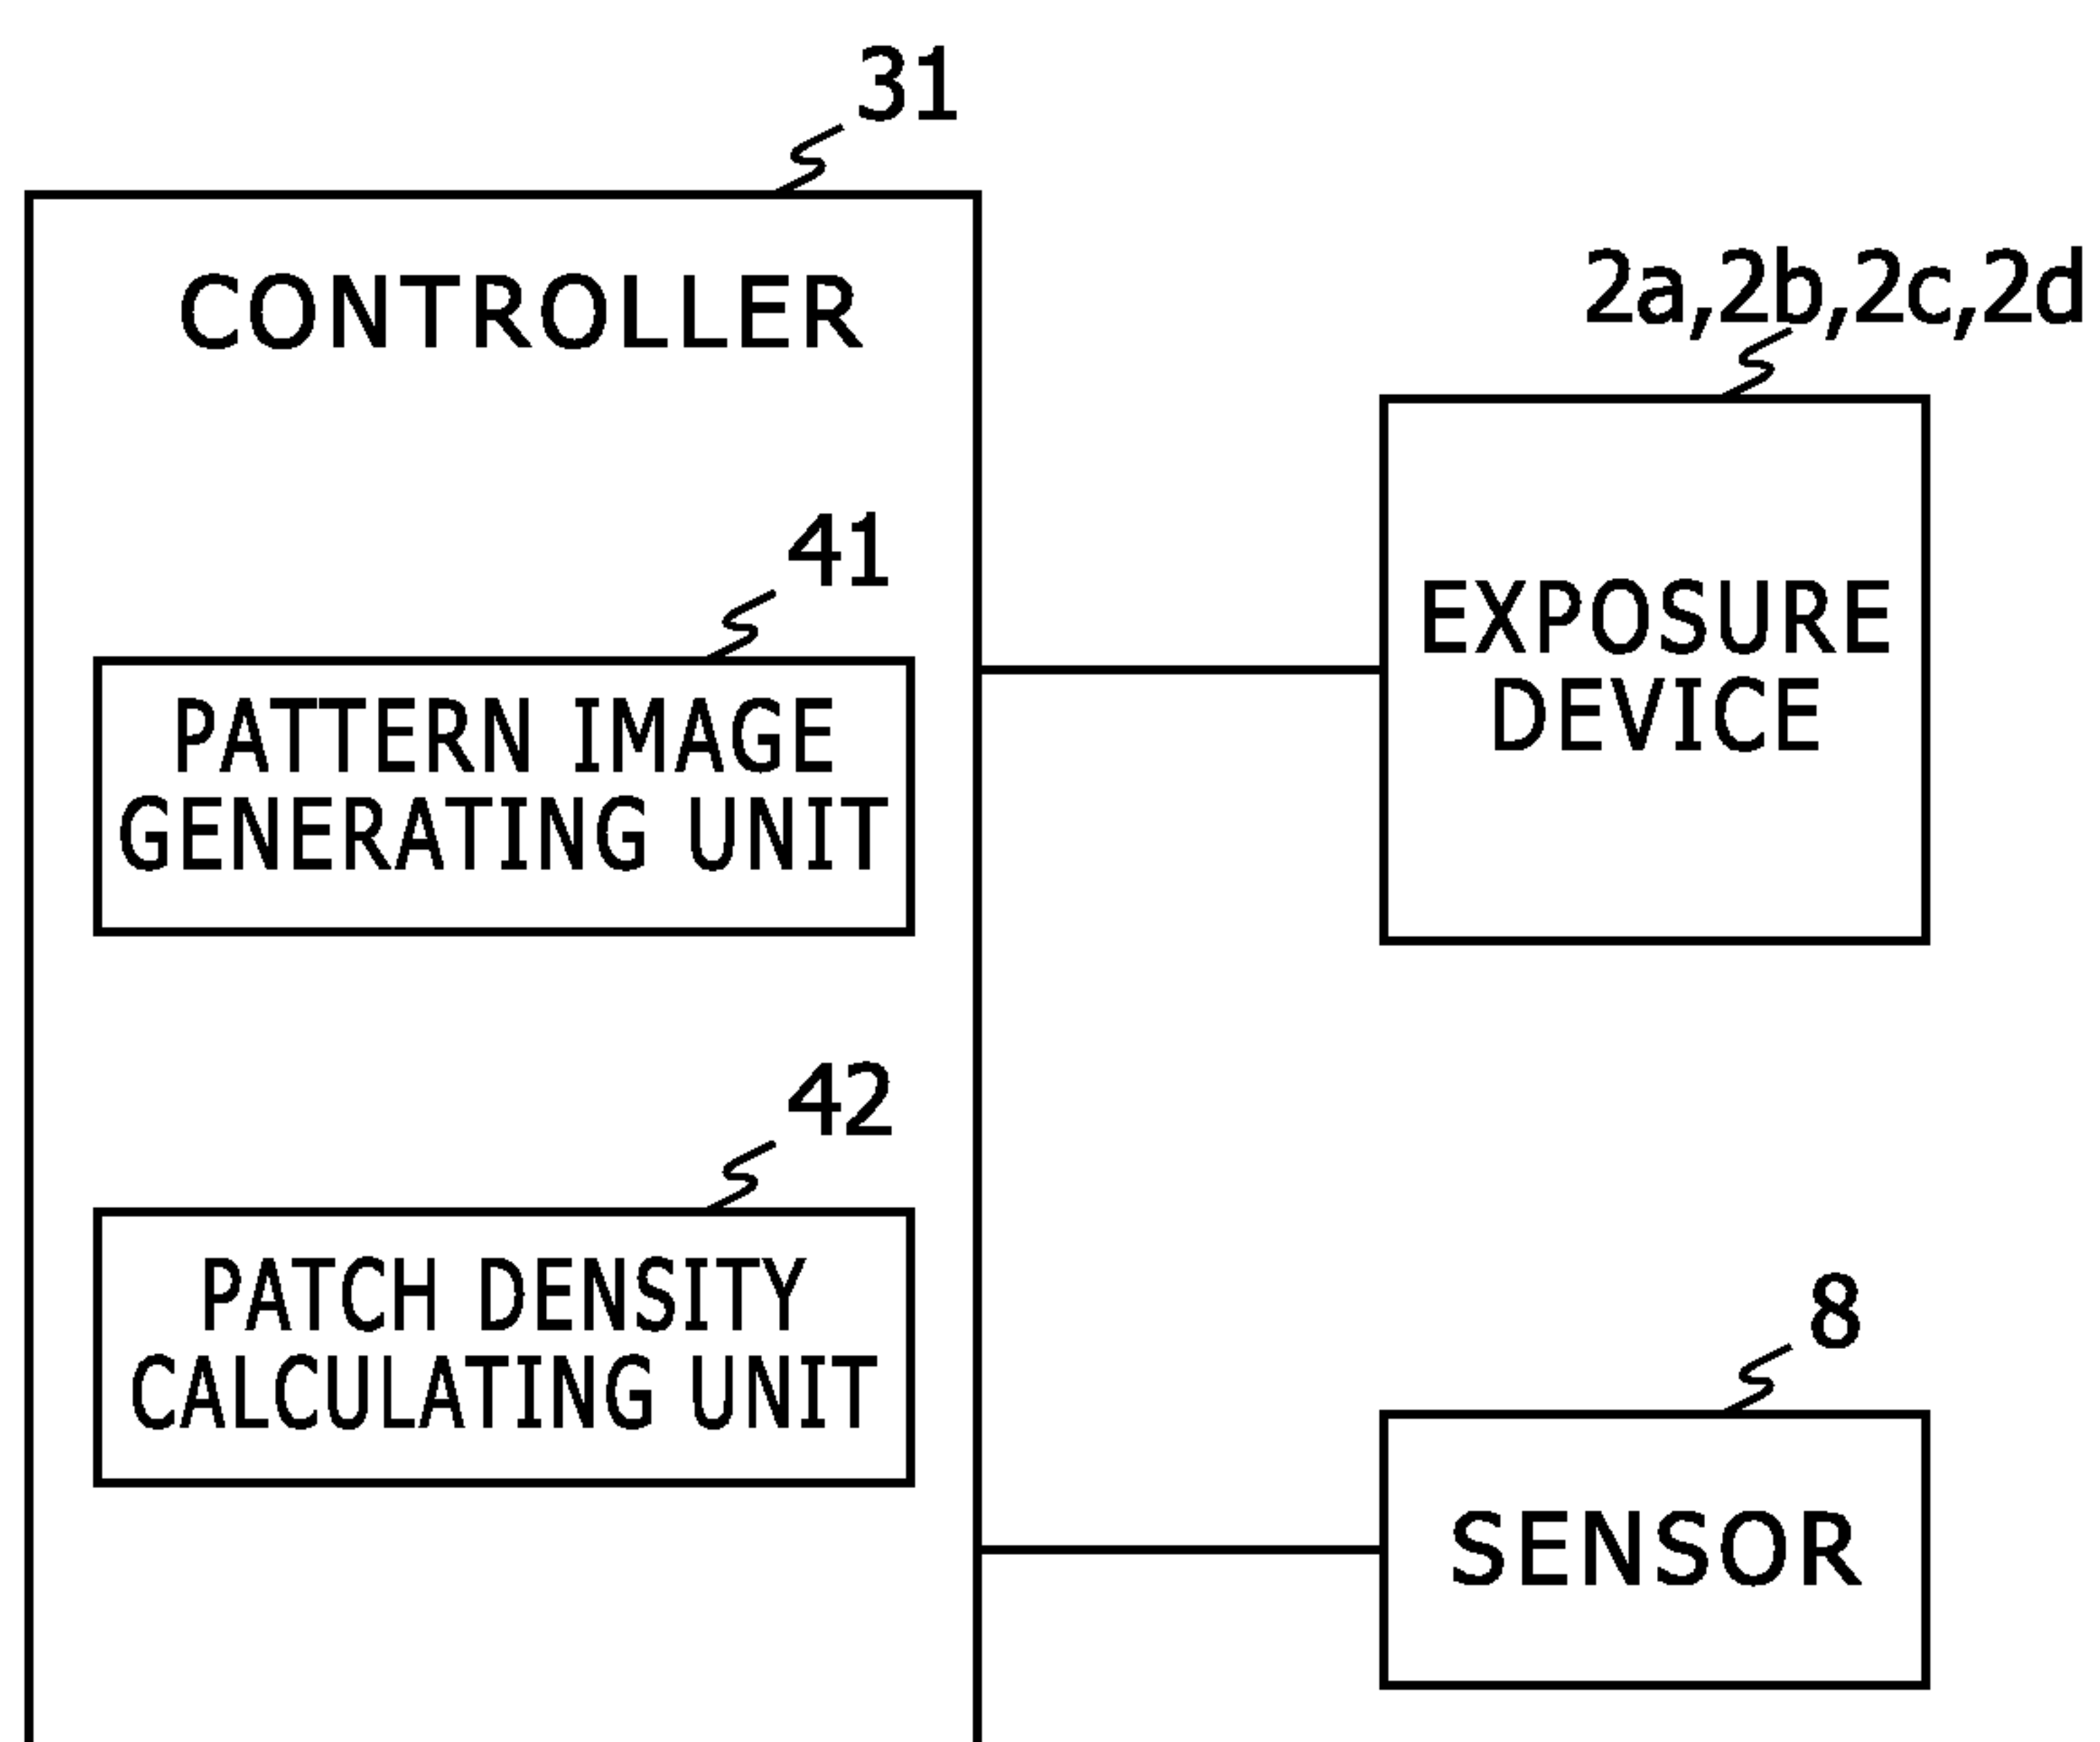 31
CONTROLLER
41
PATTERN IMAGE
GENERATING UNIT
42
PATCH DENSITY
CALCULATING UNIT
2a,2b,2c,2d
EXPOSURE
DEVICE
8
SENSOR